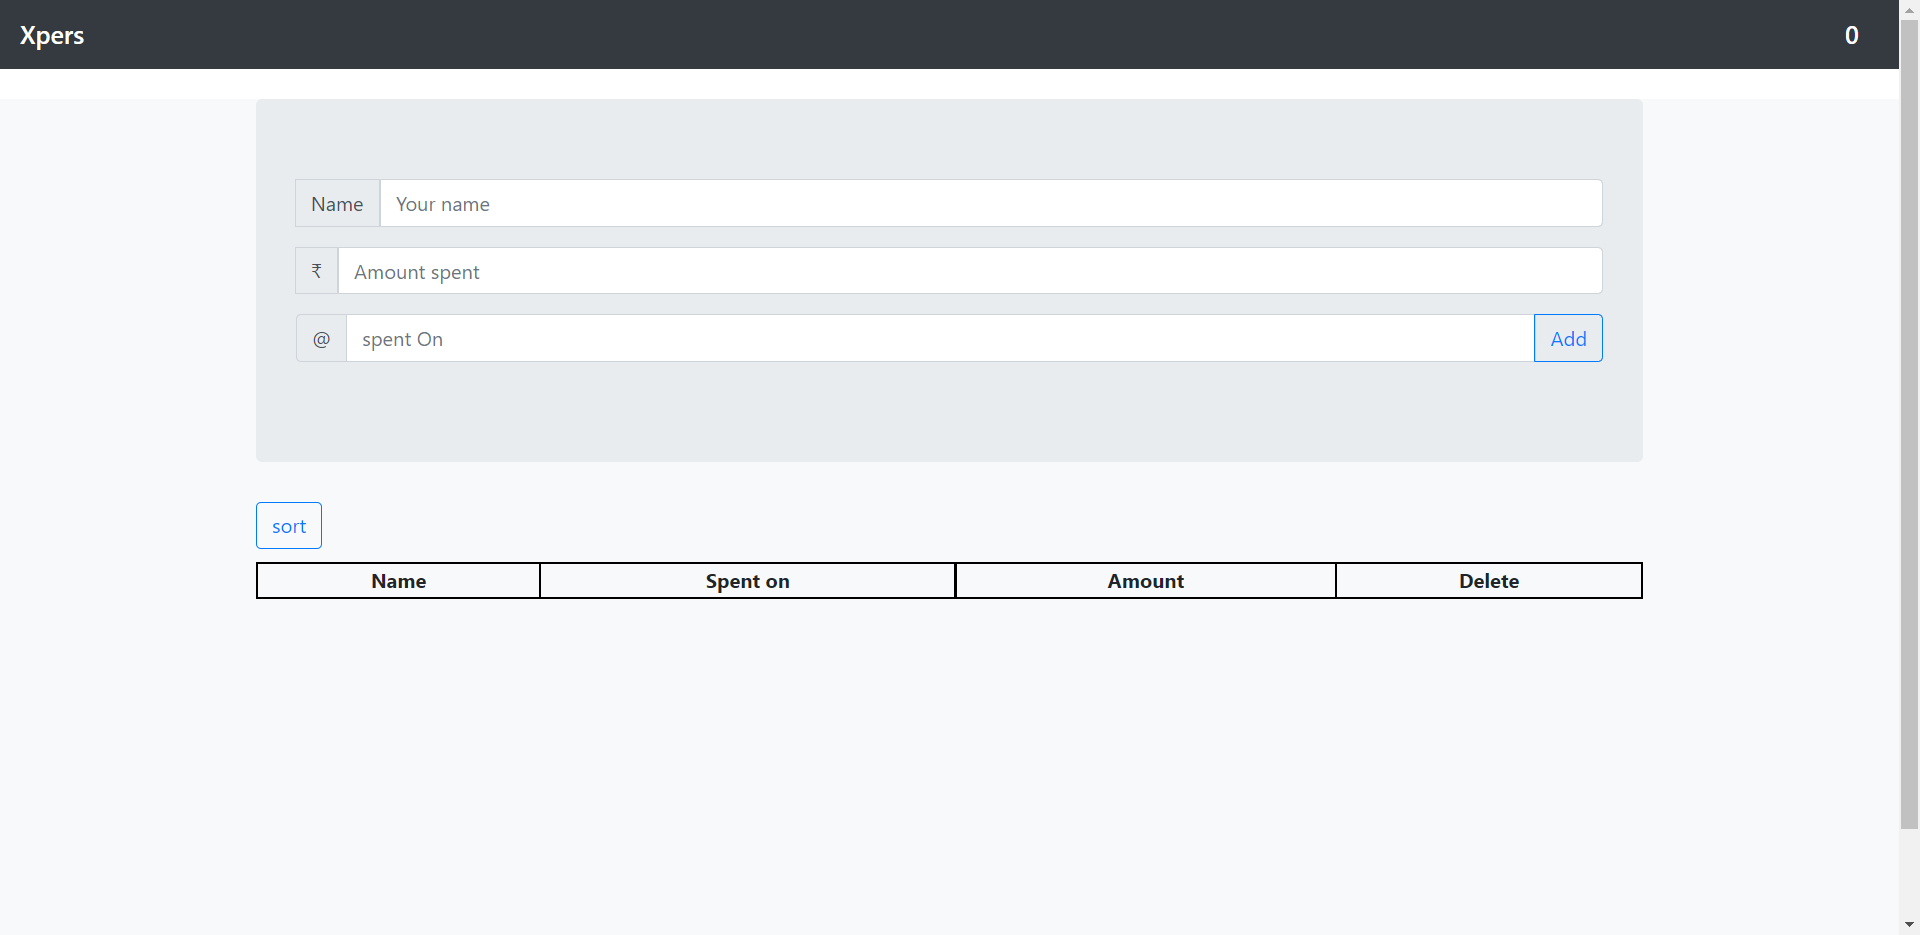 Xpers 0
Name Your name
₹ Amount spent
@ spent On Add
sort
Name Spent on Amount Delete